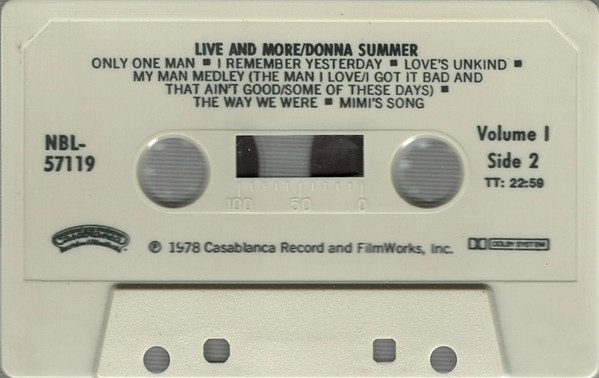 LIVE AND MORE/DONNA SUMMER
ONLY ONE MAN ■ I REMEMBER YESTERDAY ■ LOVE'S UNKIND ■
MY MAN MEDLEY (THE MAN I LOVE/I GOT IT BAD AND
THAT AIN'T GOOD/SOME OF THESE DAYS) ■
THE WAY WE WERE ■ MIMI'S SONG
NBL-
57119
Volume I
Side 2
TT: 22:59
100 50 0
Casablanca
℗ 1978 Casablanca Record and FilmWorks, Inc.
DOLBY SYSTEM